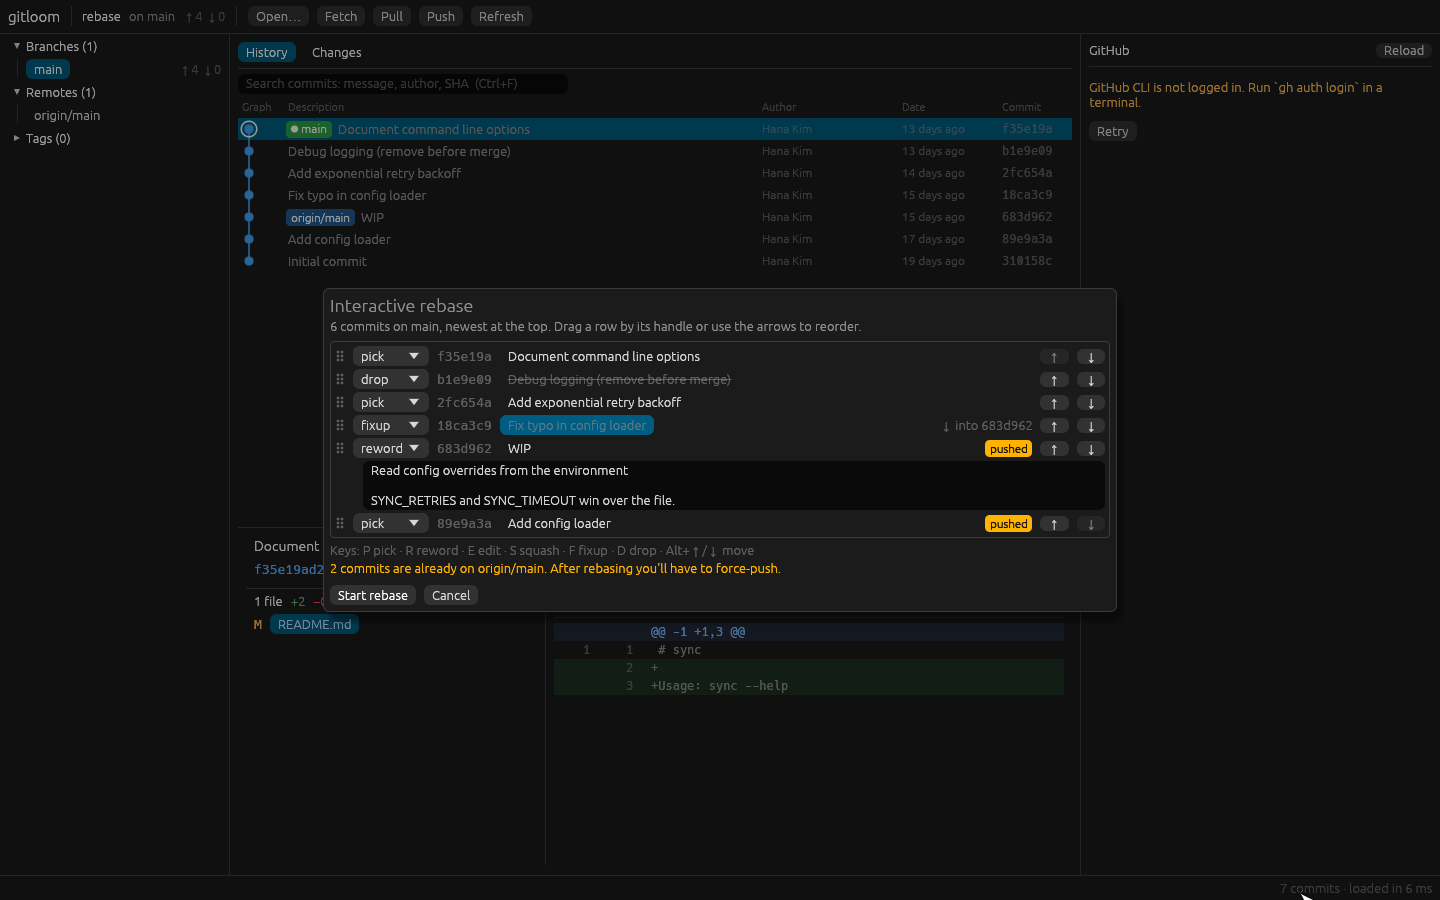 gitloom rebase on main ↑4 ↓0 Open… Fetch Pull Push Refresh
Branches (1)
main ↑4 ↓0
Remotes (1)
origin/main
Tags (0)
History Changes
Search commits: message, author, SHA (Ctrl+F)
Graph Description Author Date Commit
main Document command line options Hana Kim 13 days ago f35e19a
Debug logging (remove before merge) Hana Kim 13 days ago b1e9e09
Add exponential retry backoff Hana Kim 14 days ago 2fc654a
Fix typo in config loader Hana Kim 15 days ago 18ca3c9
origin/main WIP Hana Kim 15 days ago 683d962
Add config loader Hana Kim 17 days ago 89e9a3a
Initial commit Hana Kim 19 days ago 310158c
GitHub Reload
GitHub CLI is not logged in. Run `gh auth login` in a
terminal.
Retry
Interactive rebase
6 commits on main, newest at the top. Drag a row by its handle or use the arrows to reorder.
pick f35e19a Document command line options ↑ ↓
drop b1e9e09 Debug logging (remove before merge) ↑ ↓
pick 2fc654a Add exponential retry backoff ↑ ↓
fixup 18ca3c9 Fix typo in config loader ↓ into 683d962 ↑ ↓
reword 683d962 WIP pushed ↑ ↓
Read config overrides from the environment
SYNC_RETRIES and SYNC_TIMEOUT win over the file.
pick 89e9a3a Add config loader pushed ↑ ↓
Keys: P pick · R reword · E edit · S squash · F fixup · D drop · Alt+↑/↓ move
2 commits are already on origin/main. After rebasing you'll have to force-push.
Start rebase Cancel
Document
f35e19ad2
1 file +2
M README.md
@@ -1 +1,3 @@
1 1 # sync
2 +
3 +Usage: sync --help
7 commits · loaded in 6 ms